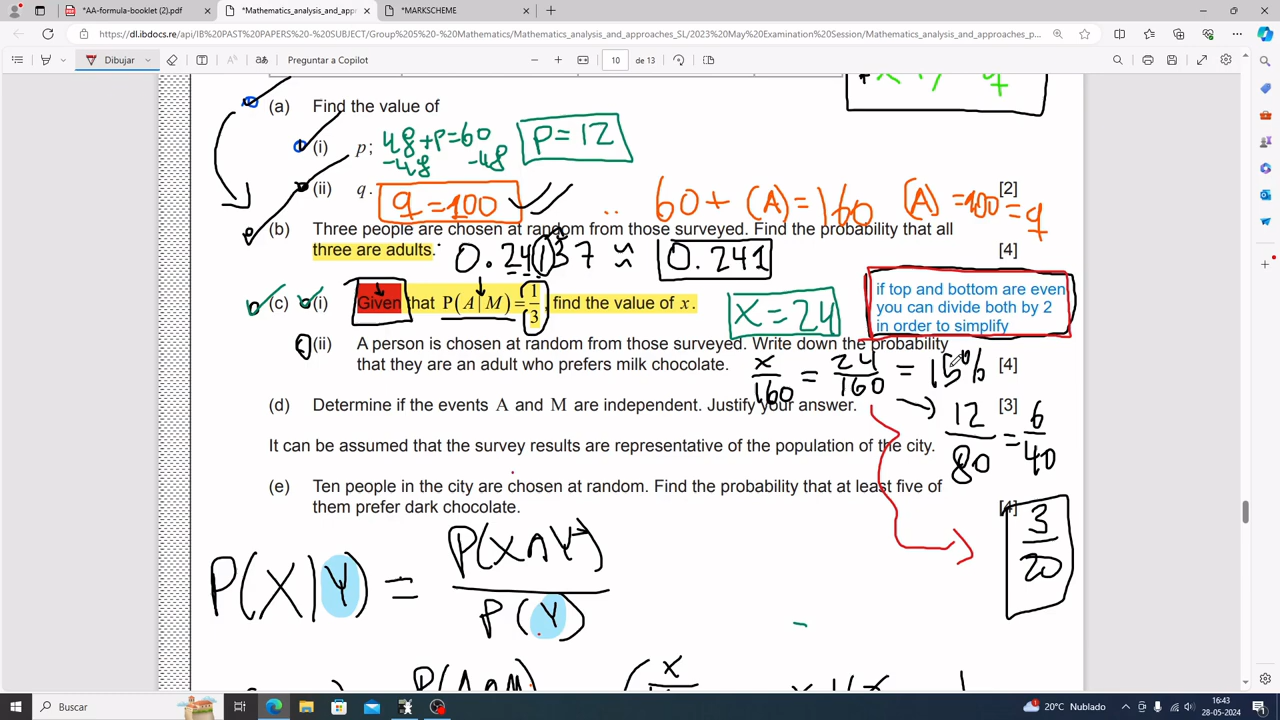 *AA-formula-booklet (2).pdf
*Mathematics_analysis_and_appr
*MARKSCHEME
https://dl.ibdocs.re/api/IB%20PAST%20PAPERS%20-%20SUBJECT/Group%205%20-%20Mathematics/Mathematics_analysis_and_approaches_SL/2023%20May%20Examination%20Session/Mathematics_analysis_and_approaches_p...
Dibujar
Preguntar a Copilot
10
de 13
+ x + y = q
(a) Find the value of
(i) p; 48+p=60 p=12
-48 -48
(ii) q. q=100 [2]
∴ 60+(A)=160 (A)=100=q
(b) Three people are chosen at random from those surveyed. Find the probability that all
three are adults. 0.24137 ≈ 0.241 [4]
(c) (i) Given that P(A|M) = 1/3, find the value of x. x=24
if top and bottom are even
you can divide both by 2
in order to simplify
(ii) A person is chosen at random from those surveyed. Write down the probability
that they are an adult who prefers milk chocolate. [4]
x/160 = 24/160 = 15%
(d) Determine if the events A and M are independent. Justify your answer. [3]
12/80 = 6/40
It can be assumed that the survey results are representative of the population of the city.
(e) Ten people in the city are chosen at random. Find the probability that at least five of
them prefer dark chocolate. [4]
3/20
P(X|Y) = P(X∩Y)/P(Y)
P(A∩M)
x
Buscar
20°C Nublado
16:43
28-05-2024